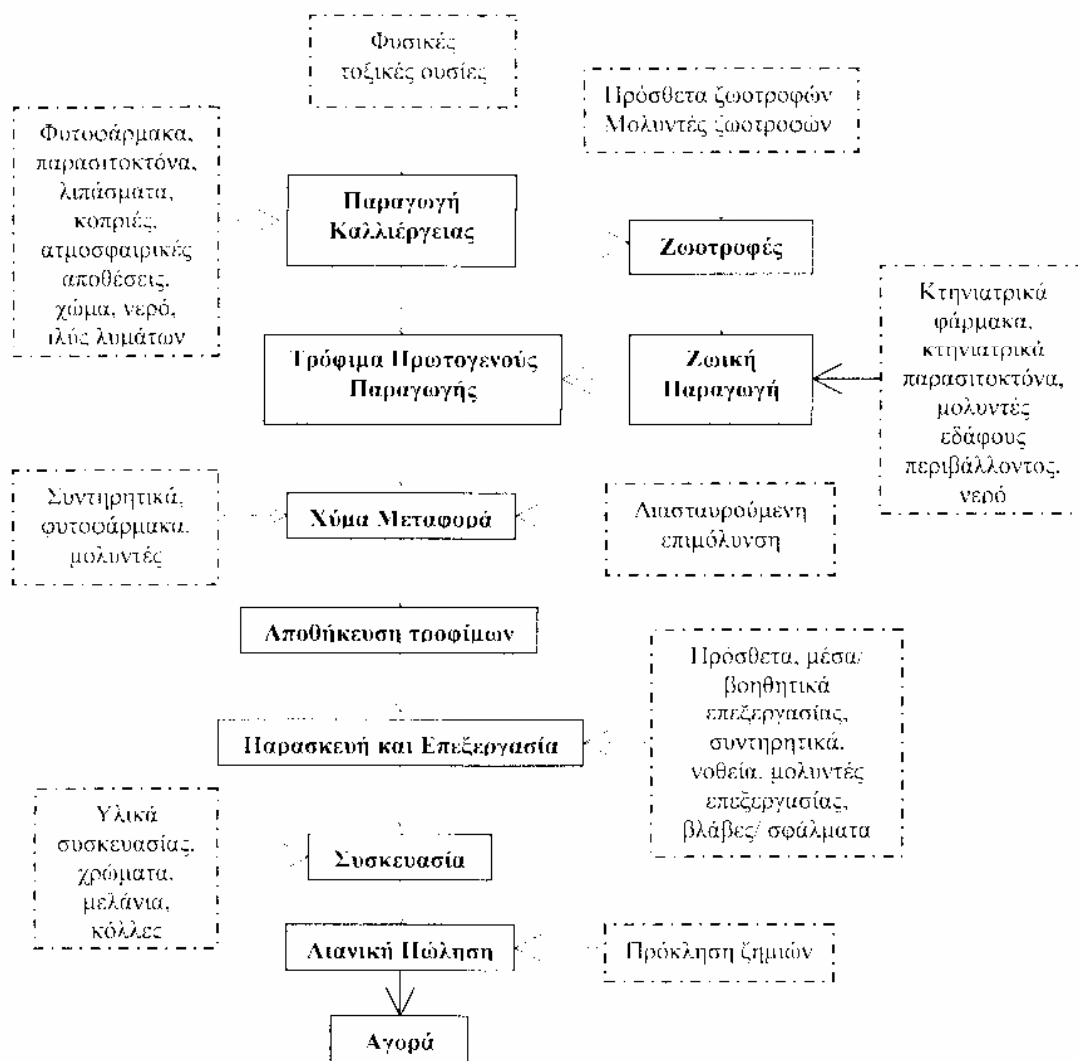 Φυσικές
τοξικές ουσίες
Πρόσθετα ζωοτροφών
Μολυντές ζωοτροφών
Φυτοφάρμακα,
παρασιτοκτόνα,
λιπάσματα,
κοπριές,
ατμοσφαιρικές
αποθέσεις,
χώμα, νερό,
ιλύς λυμάτων
Παραγωγή
Καλλιέργειας
Ζωοτροφές
Κτηνιατρικά
φάρμακα,
κτηνιατρικά
παρασιτοκτόνα,
μολυντές
εδάφους
περιβάλλοντος,
νερό
Τρόφιμα Πρωτογενούς
Παραγωγής
Ζωική
Παραγωγή
Συντηρητικά,
φυτοφάρμακα,
μολυντές
Χύμα Μεταφορά
Διασταυρούμενη
επιμόλυνση
Αποθήκευση τροφίμων
Πρόσθετα, μέσα/
βοηθητικά
επεξεργασίας,
συντηρητικά,
νοθεία, μολυντές
επεξεργασίας,
βλάβες/ σφάλματα
Παρασκευή και Επεξεργασία
Υλικά
συσκευασίας,
χρώματα,
μελάνια,
κόλλες
Συσκευασία
Λιανική Πώληση
Πρόκληση ζημιών
Αγορά